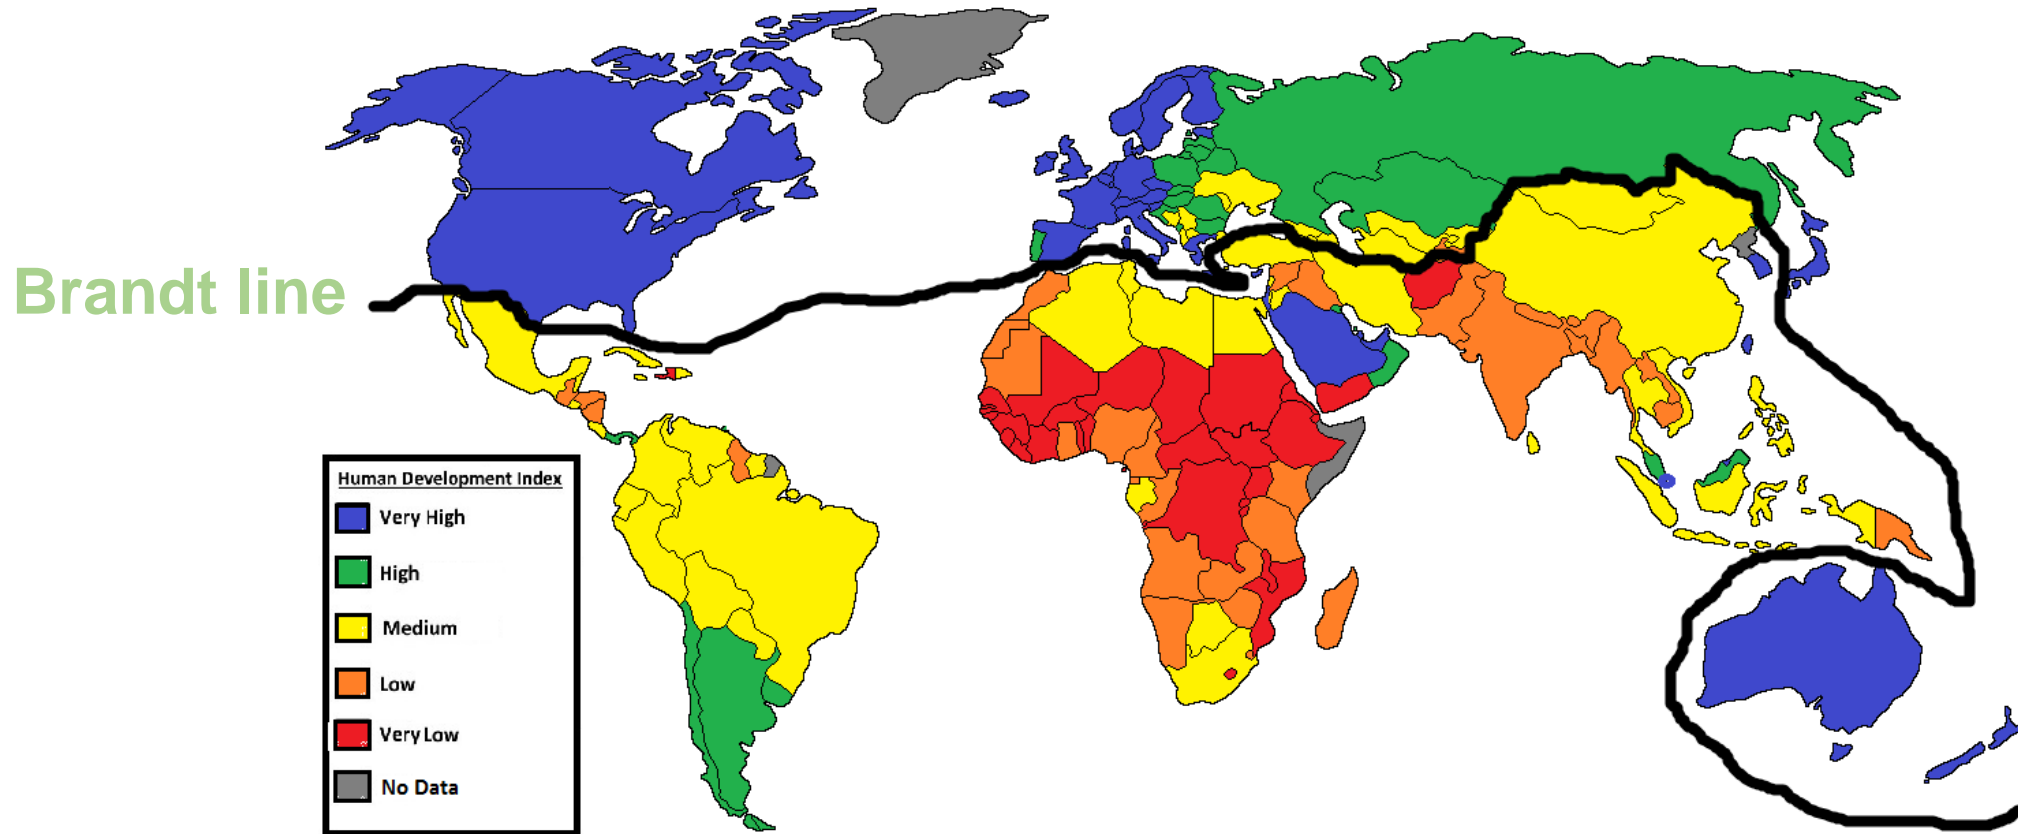 Brandt line
Human Development Index
Very High
High
Medium
Low
Very Low
No Data